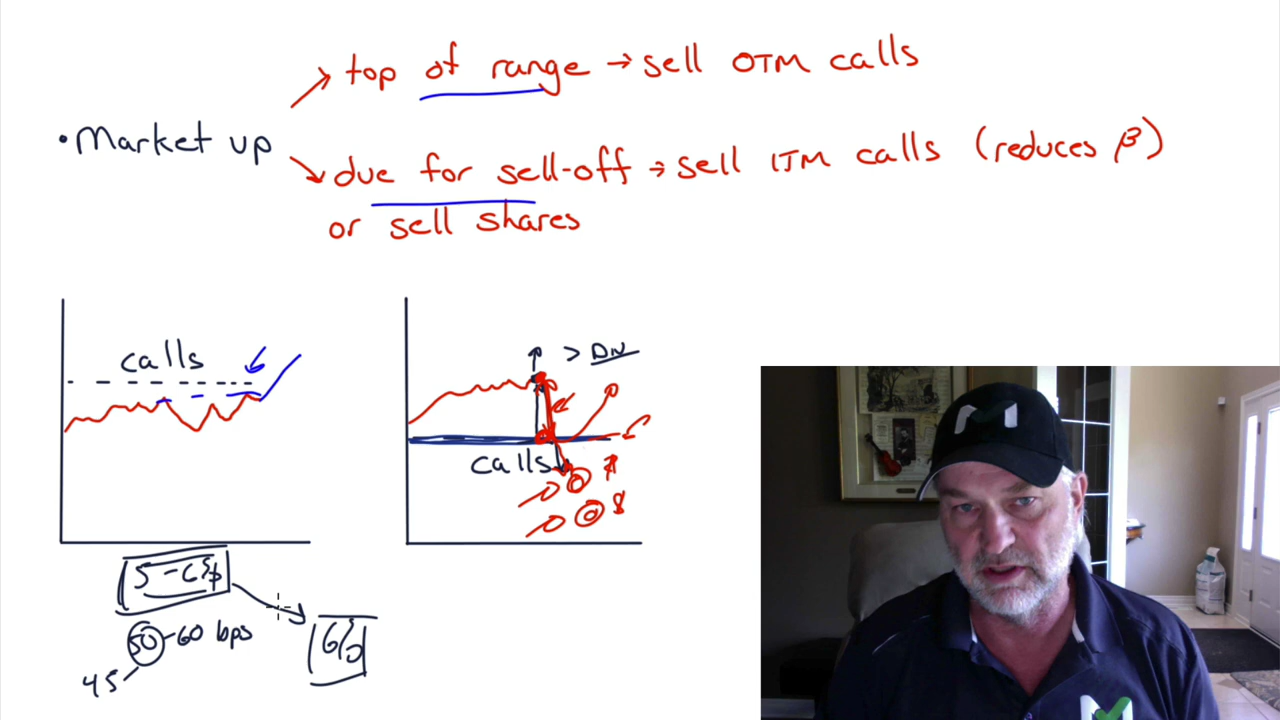 top of range → sell OTM calls
• Market up
due for sell-off → sell ITM calls (reduces β)
or sell shares
calls
> DN
calls
5-6%
50-60 bps
45
6%
M